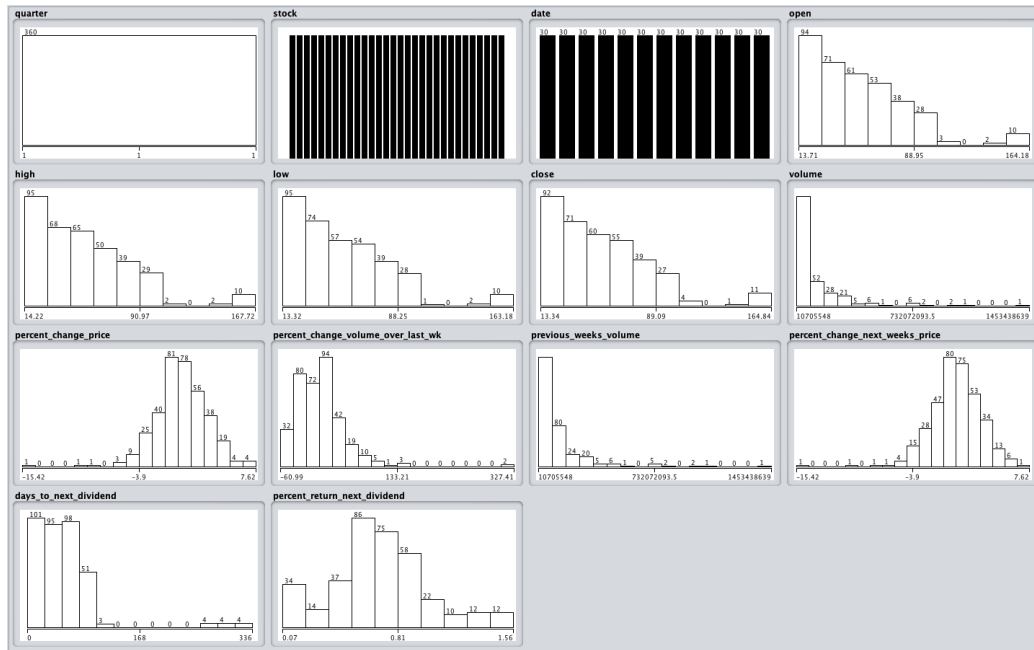 quarter
360
1 1 1
stock
date
30 30 30 30 30 30 30 30 30 30 30 30
open
94 71 61 53 38 28 3 0 2 10
13.71 88.95 164.18
high
95 68 65 50 39 29 2 0 2 10
14.22 90.97 167.72
low
95 74 57 54 39 28 1 0 2 10
13.32 88.25 163.18
close
92 71 60 55 39 27 4 0 1 11
13.34 89.09 164.84
volume
52 28 21 5 6 1 0 6 2 0 2 1 0 0 0 1
10705548 732072093.5 1453438639
percent_change_price
1 0 0 0 1 1 0 3 9 25 40 81 78 56 38 19 4 4
-15.42 -3.9 7.62
percent_change_volume_over_last_wk
32 80 72 94 42 19 10 5 1 3 0 0 0 0 0 0 0 2
-60.99 133.21 327.41
previous_weeks_volume
80 24 20 5 6 1 0 5 2 0 2 1 0 0 0 1
10705548 732072093.5 1453438639
percent_change_next_weeks_price
1 0 0 0 1 0 1 1 4 15 28 47 80 75 53 34 13 6 1
-15.42 -3.9 7.62
days_to_next_dividend
101 95 98 51 3 0 0 0 0 0 4 4 4
0 168 336
percent_return_next_dividend
34 14 37 86 75 58 22 10 12 12
0.07 0.81 1.56